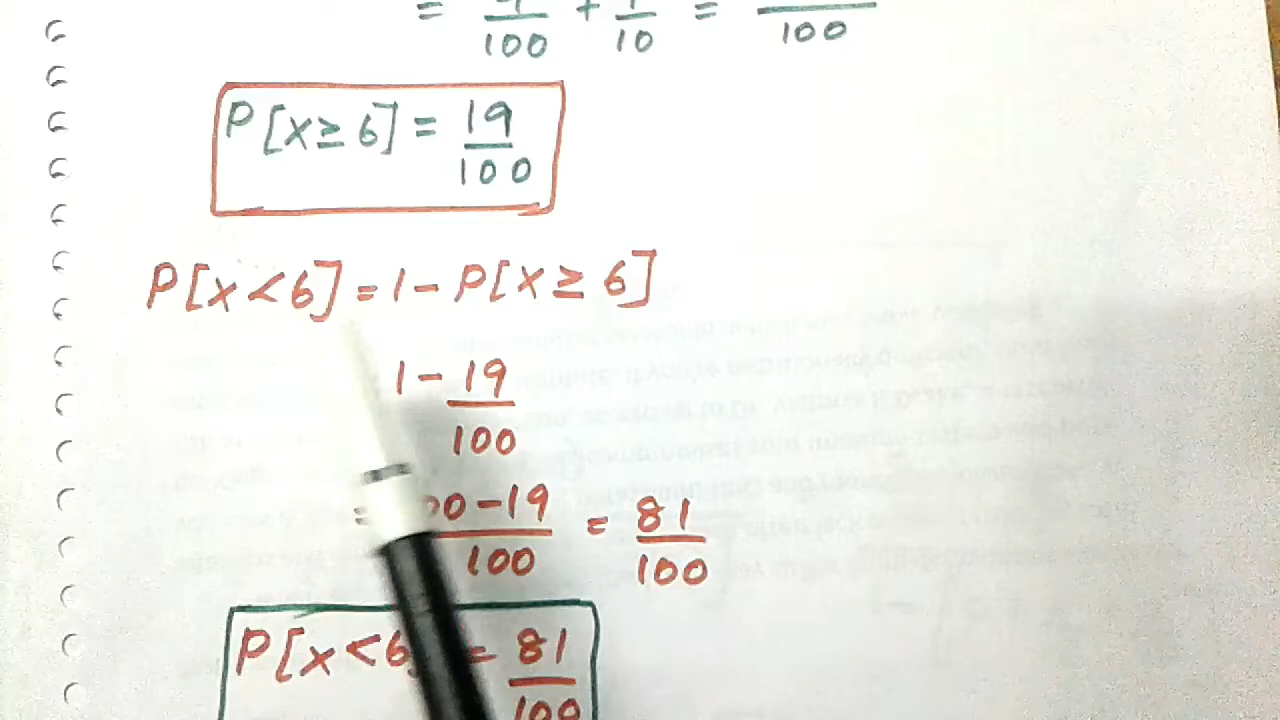 = /100 + 1/10 = /100
P[X≥6] = 19/100
P[X<6] = 1 - P[X≥6]
1 - 19/100
= 00-19/100 = 81/100
P[X<6] = 81/100